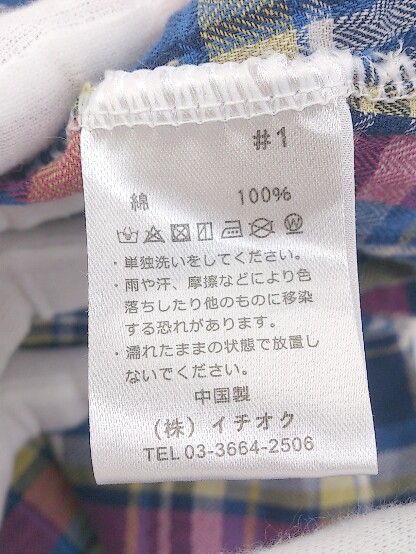 #1
綿 100%
・単独洗いをしてください。
・雨や汗、摩擦などにより色
落ちしたり他のものに移染
する恐れがあります。
・濡れたままの状態で放置し
ないでください。
中国製
(株) イチオク
TEL 03-3664-2506